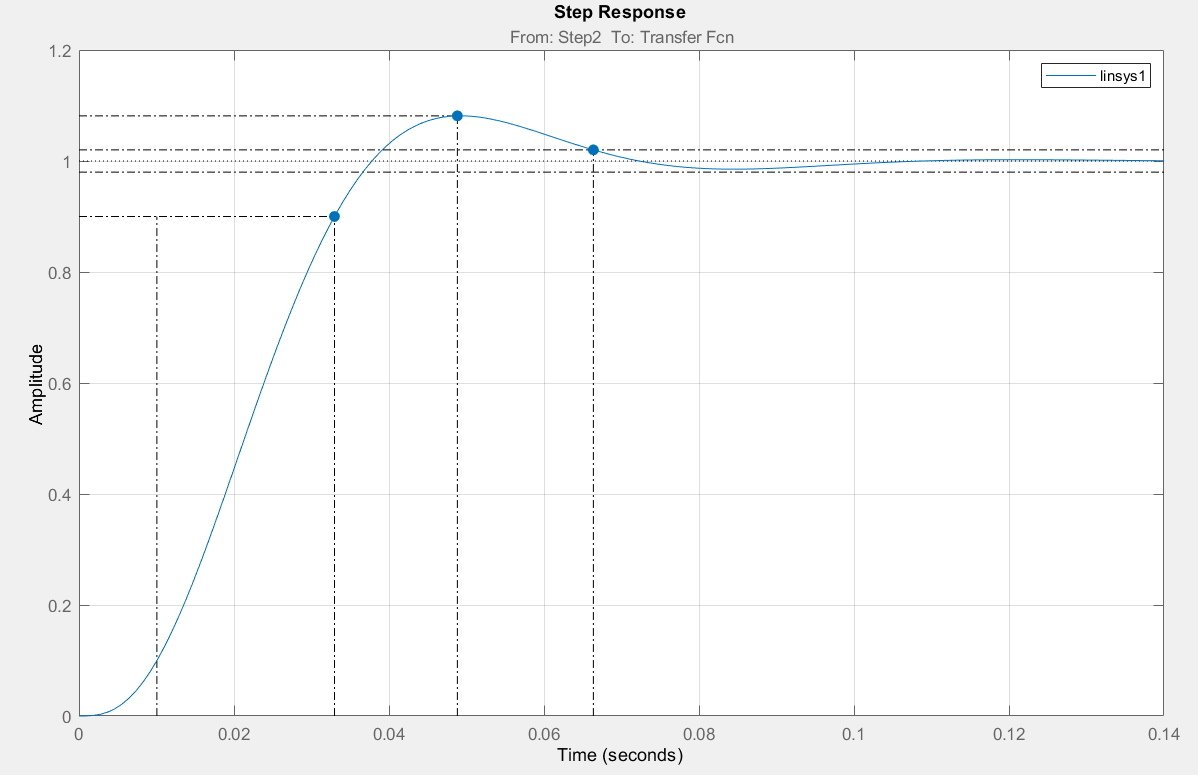 Step Response
From: Step2  To: Transfer Fcn
linsys1
Amplitude
1.2
1
0.8
0.6
0.4
0.2
0
0 0.02 0.04 0.06 0.08 0.1 0.12 0.14
Time (seconds)